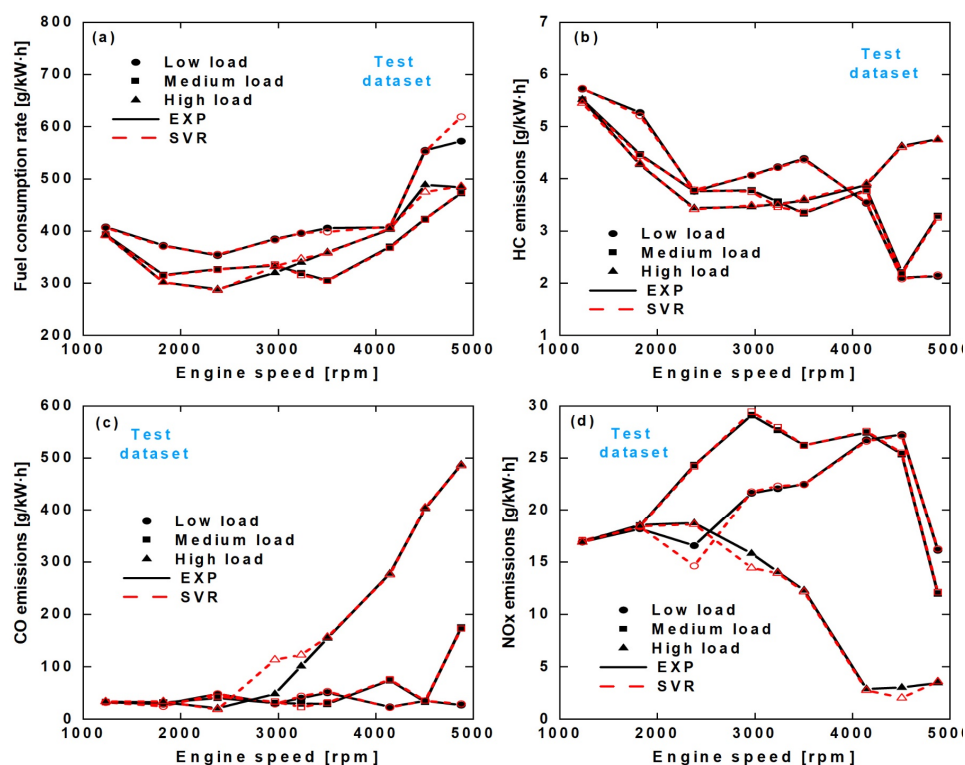 (a)
Test
dataset
Low load
Medium load
High load
EXP
SVR
Fuel consumption rate [g/kW·h]
800
700
600
500
400
300
200
1000 2000 3000 4000 5000
Engine speed [rpm]
(b)
Test
dataset
Low load
Medium load
High load
EXP
SVR
HC emissions [g/kW·h]
7
6
5
4
3
2
1
1000 2000 3000 4000 5000
Engine speed [rpm]
(c)
Test
dataset
Low load
Medium load
High load
EXP
SVR
CO emissions [g/kW·h]
600
500
400
300
200
100
0
1000 2000 3000 4000 5000
Engine speed [rpm]
(d)
Test
dataset
Low load
Medium load
High load
EXP
SVR
NOx emissions [g/kW·h]
30
25
20
15
10
5
0
1000 2000 3000 4000 5000
Engine speed [rpm]